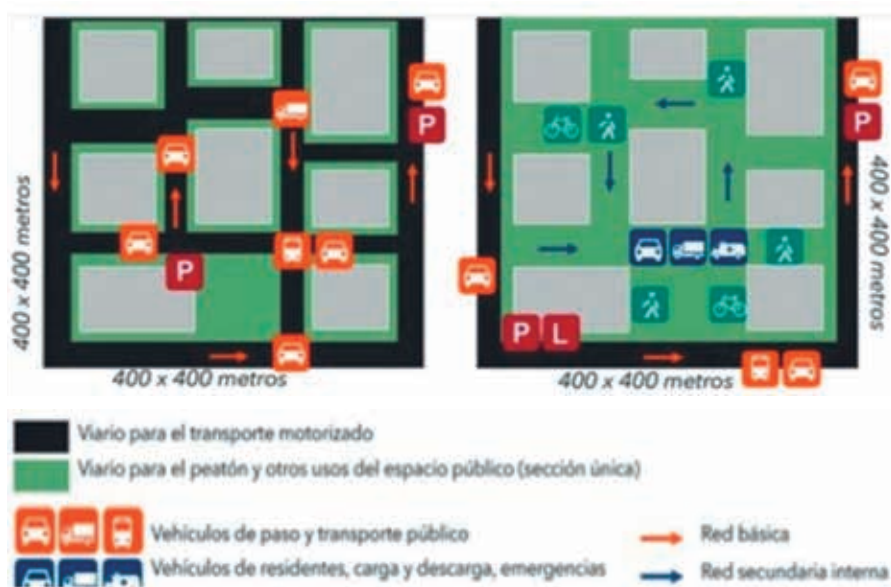 P
P
P
P L
400 x 400 metros
400 x 400 metros
400 x 400 metros
400 x 400 metros
Viario para el transporte motorizado
Viario para el peatón y otros usos del espacio público (sección única)
Vehículos de paso y transporte público
Red básica
Vehículos de residentes, carga y descarga, emergencias
Red secundaria interna